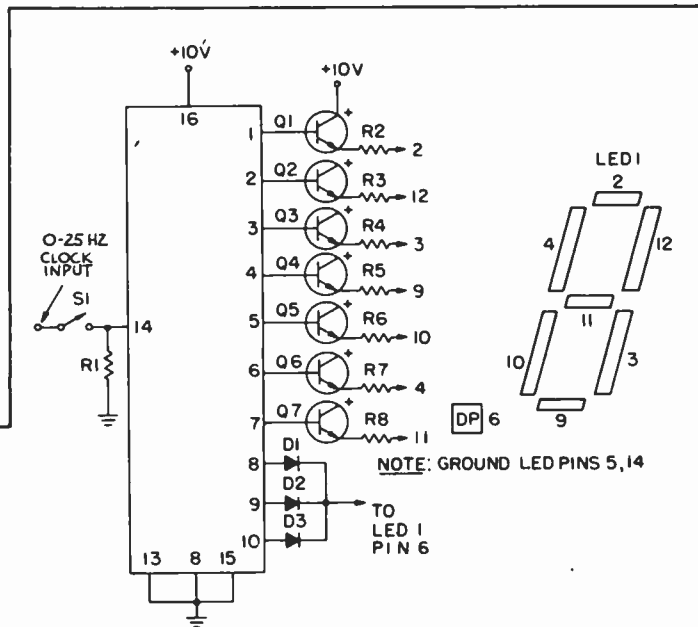 +10V
+10V
16
1 Q1 + R2 2
2 Q2 + R3 12
3 Q3 + R4 3
4 Q4 + R5 9
5 Q5 + R6 10
6 Q6 + R7 4
7 Q7 + R8 11
8 D1
9 D2
10 D3
TO
LED 1
PIN 6
0-25 HZ
CLOCK
INPUT
S1
14
R1
13 8 15
LED1
2
4
12
11
10
3
9
DP 6
NOTE: GROUND LED PINS 5,14